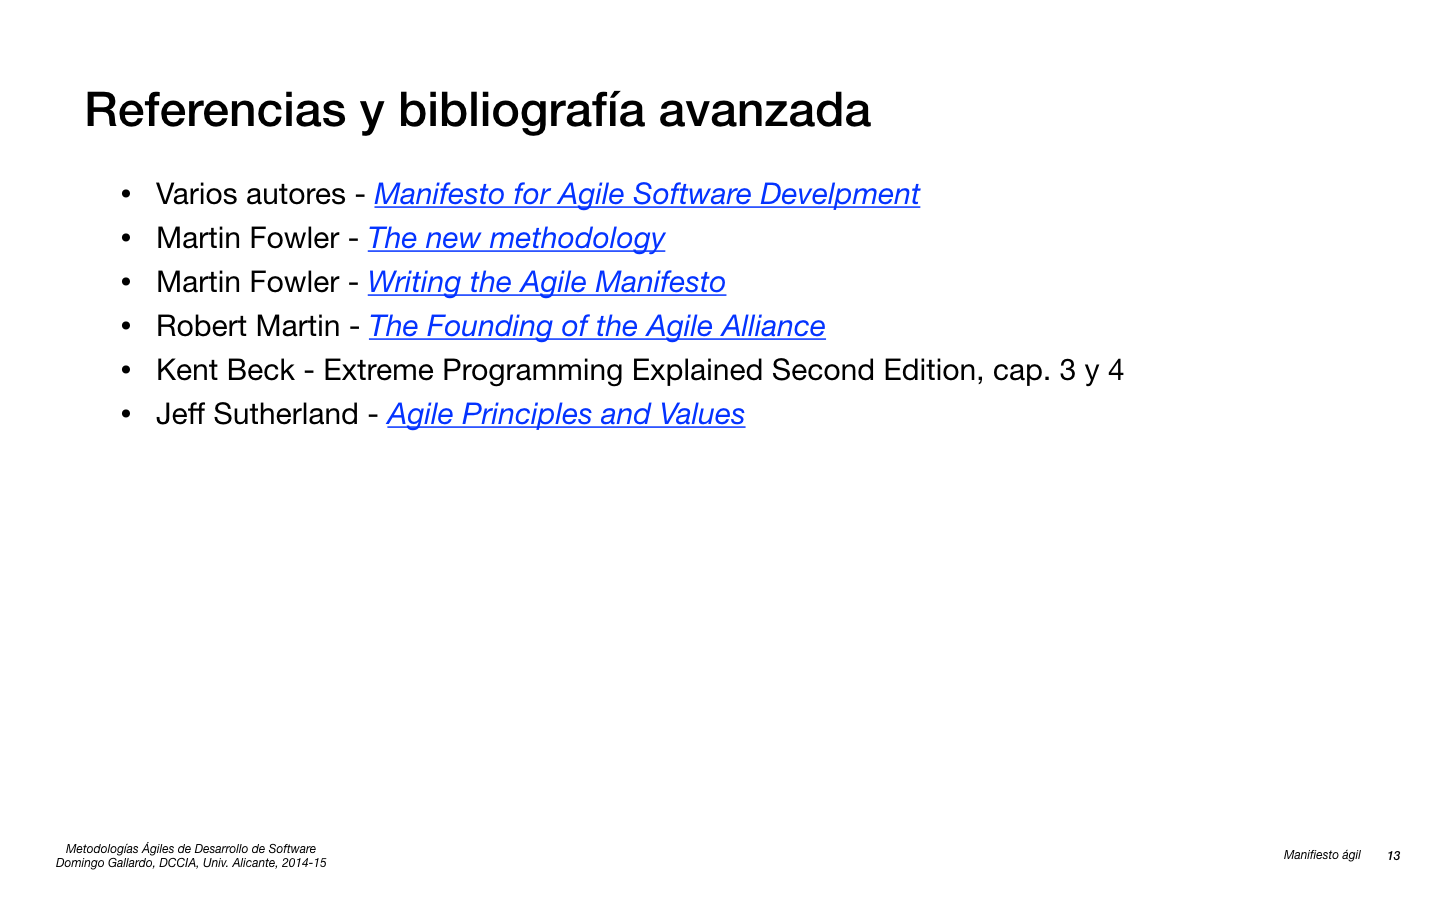 Referencias y bibliografía avanzada
• Varios autores - Manifesto for Agile Software Develpment
• Martin Fowler - The new methodology
• Martin Fowler - Writing the Agile Manifesto
• Robert Martin - The Founding of the Agile Alliance
• Kent Beck - Extreme Programming Explained Second Edition, cap. 3 y 4
• Jeff Sutherland - Agile Principles and Values
Metodologías Ágiles de Desarrollo de Software
Domingo Gallardo, DCCIA, Univ. Alicante, 2014-15
Manifiesto ágil 13